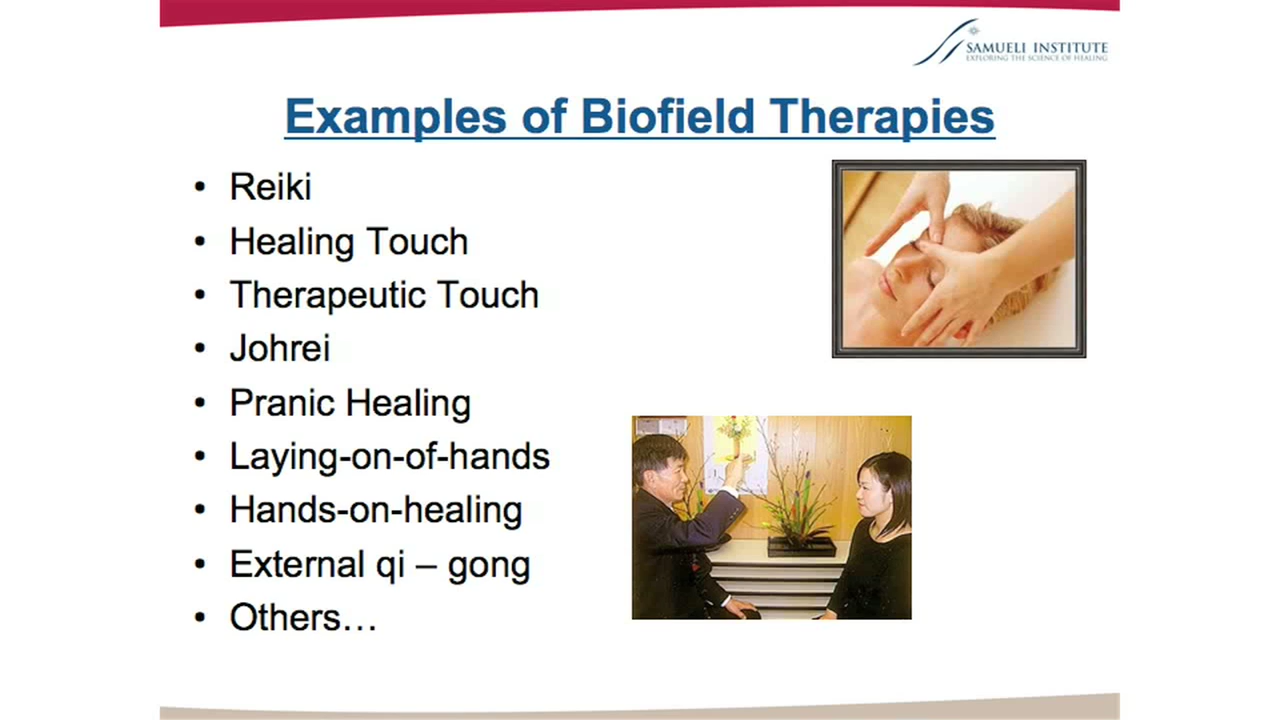 SAMUELI INSTITUTE
EXPLORING THE SCIENCE OF HEALING
Examples of Biofield Therapies
• Reiki
• Healing Touch
• Therapeutic Touch
• Johrei
• Pranic Healing
• Laying-on-of-hands
• Hands-on-healing
• External qi – gong
• Others…